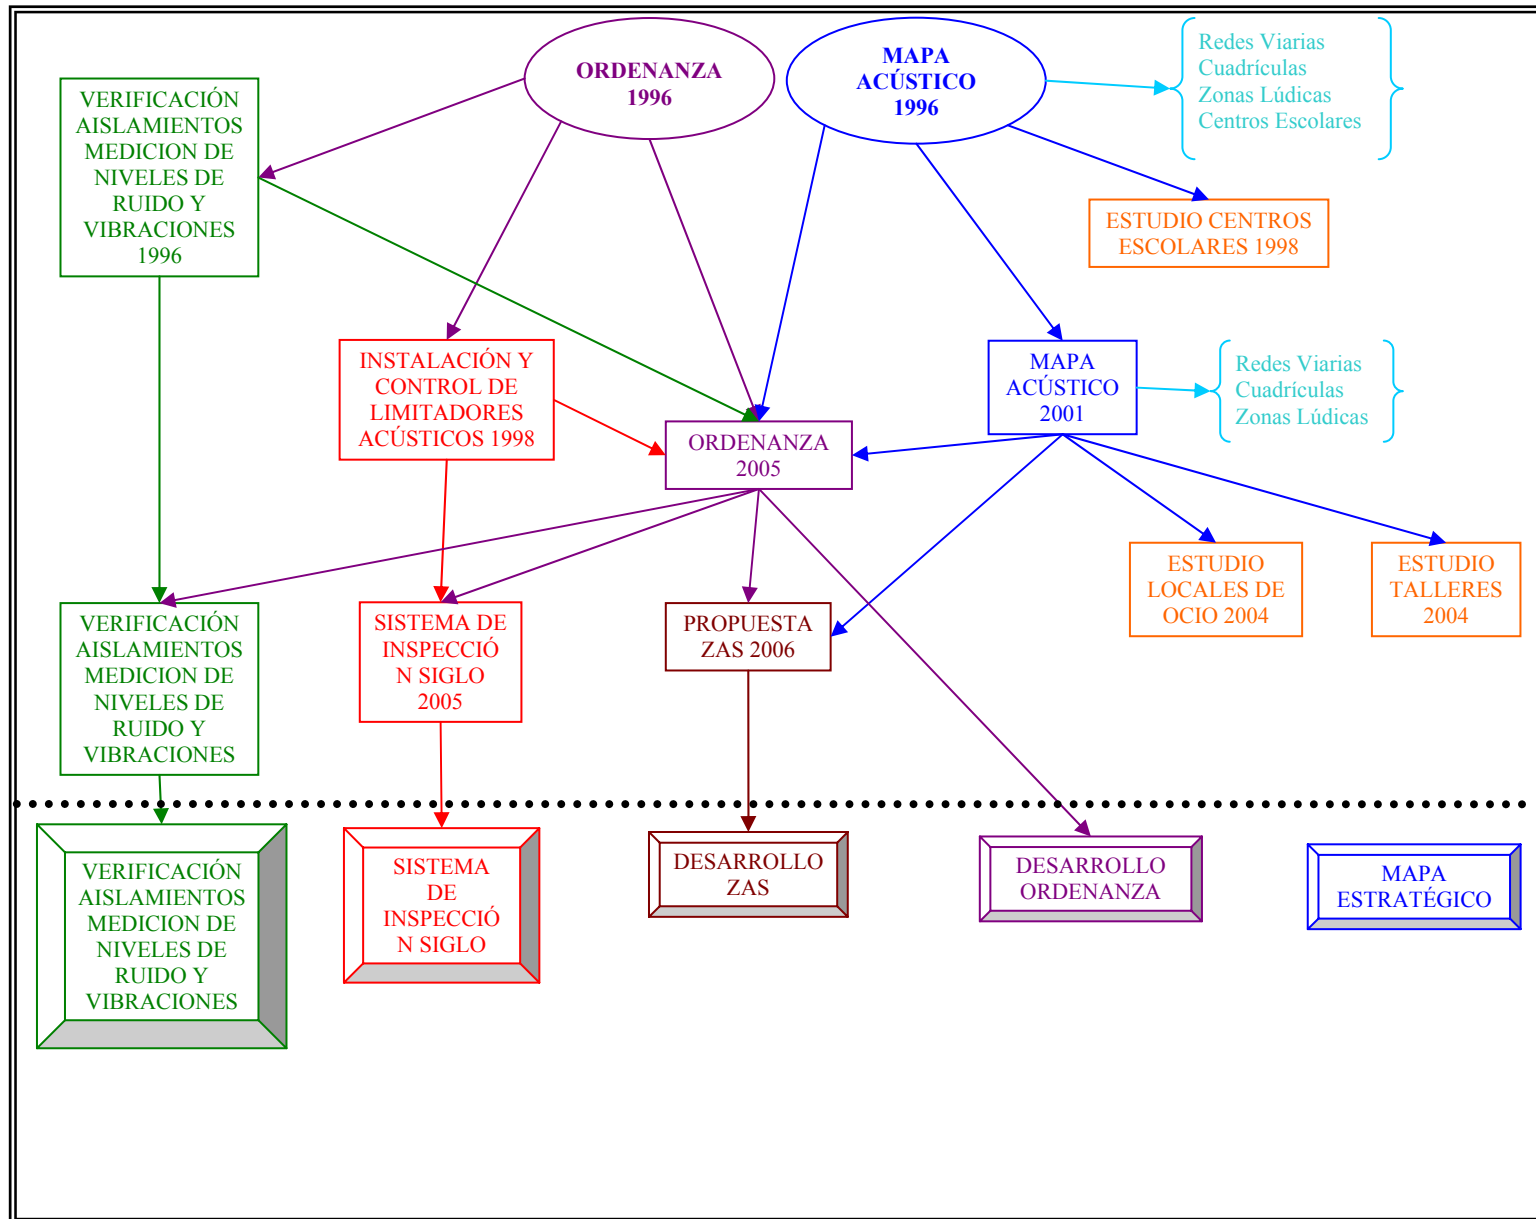 ORDENANZA
1996
MAPA
ACÚSTICO
1996
Redes Viarias
Cuadrículas
Zonas Lúdicas
Centros Escolares
VERIFICACIÓN
AISLAMIENTOS
MEDICION DE
NIVELES DE
RUIDO Y
VIBRACIONES
1996
ESTUDIO CENTROS
ESCOLARES 1998
INSTALACIÓN Y
CONTROL DE
LIMITADORES
ACÚSTICOS 1998
MAPA
ACÚSTICO
2001
Redes Viarias
Cuadrículas
Zonas Lúdicas
ORDENANZA
2005
ESTUDIO
LOCALES DE
OCIO 2004
ESTUDIO
TALLERES
2004
VERIFICACIÓN
AISLAMIENTOS
MEDICION DE
NIVELES DE
RUIDO Y
VIBRACIONES
SISTEMA DE
INSPECCIÓ
N SIGLO
2005
PROPUESTA
ZAS 2006
VERIFICACIÓN
AISLAMIENTOS
MEDICION DE
NIVELES DE
RUIDO Y
VIBRACIONES
SISTEMA
DE
INSPECCIÓ
N SIGLO
DESARROLLO
ZAS
DESARROLLO
ORDENANZA
MAPA
ESTRATÉGICO